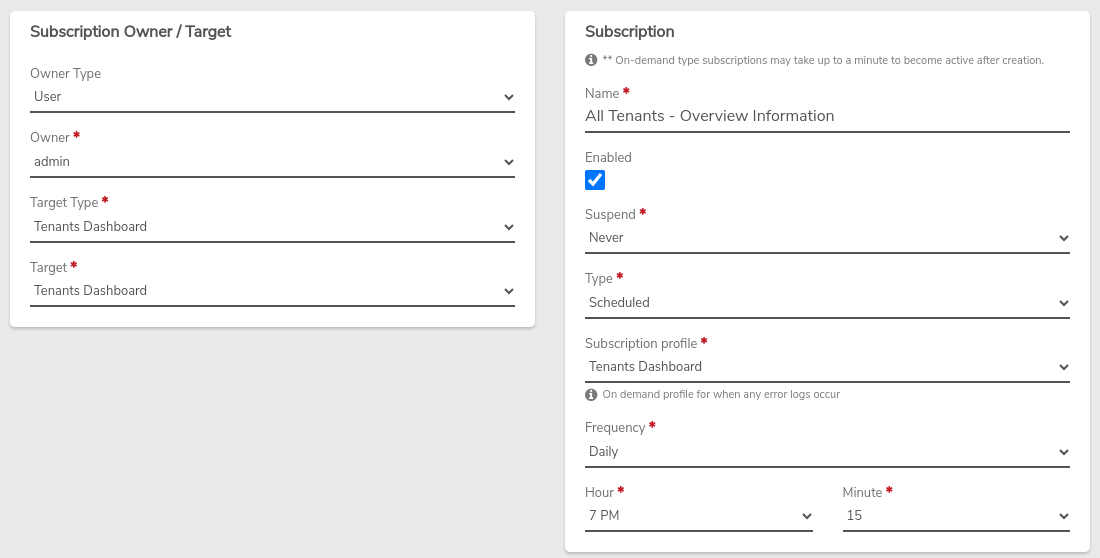 Subscription Owner / Target
Owner Type
User
Owner *
admin
Target Type *
Tenants Dashboard
Target *
Tenants Dashboard
Subscription
** On-demand type subscriptions may take up to a minute to become active after creation.
Name *
All Tenants - Overview Information
Enabled
Suspend *
Never
Type *
Scheduled
Subscription profile *
Tenants Dashboard
On demand profile for when any error logs occur
Frequency *
Daily
Hour *
7 PM
Minute *
15